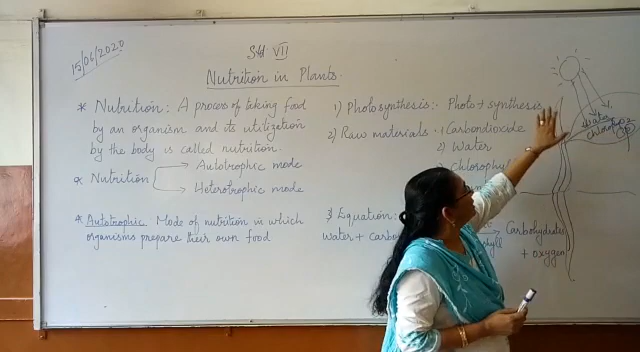 15/06/2020
Std VII
Nutrition in Plants.
* Nutrition: A process of taking food
by an organism and its utilization
by the body is called nutrition.
* Nutrition
Autotrophic mode
Heterotrophic mode
* Autotrophic Mode of nutrition in which
organisms prepare their own food
1) Photosynthesis:- Photo + synthesis
2) Raw materials 1) Carbondioxide
2) Water
Chlorophyll
3) Equation:
Water + Carbo
Carbohydrates
+ oxygen
water